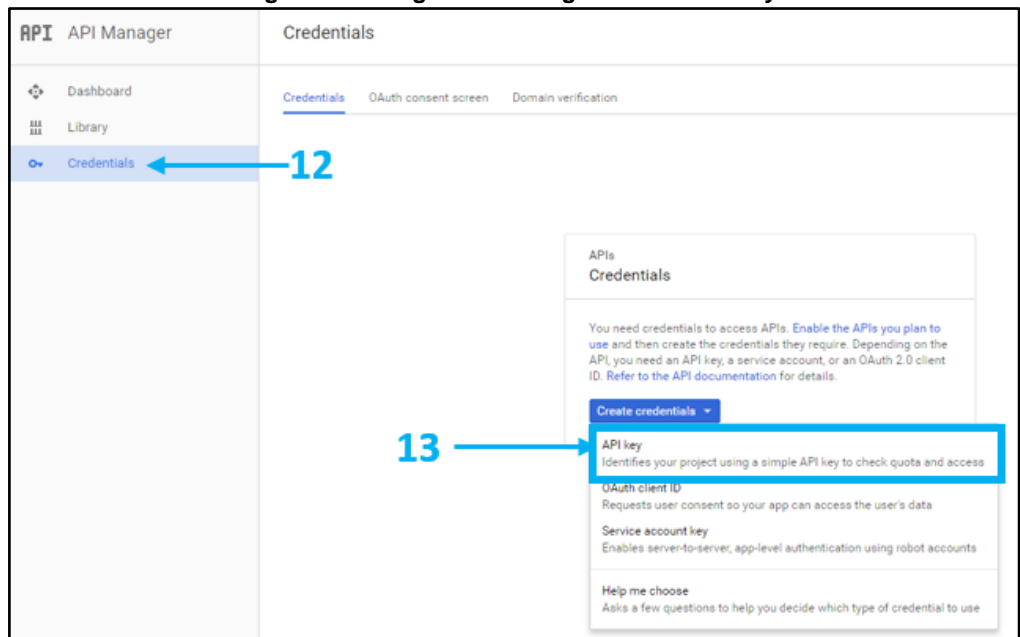 API API Manager
Credentials
Dashboard
Library
Credentials
Credentials OAuth consent screen Domain verification
12
APIs
Credentials
You need credentials to access APIs. Enable the APIs you plan to
use and then create the credentials they require. Depending on the
API, you need an API key, a service account, or an OAuth 2.0 client
ID. Refer to the API documentation for details.
Create credentials
13
API key
Identifies your project using a simple API key to check quota and access
OAuth client ID
Requests user consent so your app can access the user's data
Service account key
Enables server-to-server, app-level authentication using robot accounts
Help me choose
Asks a few questions to help you decide which type of credential to use